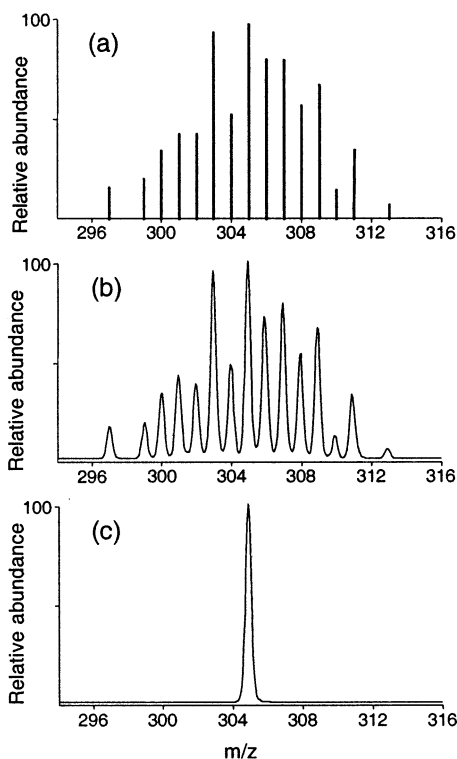 100
(a)
Relative abundance
296 300 304 308 312 316
100
(b)
Relative abundance
296 300 304 308 312 316
100
(c)
Relative abundance
296 300 304 308 312 316
m/z